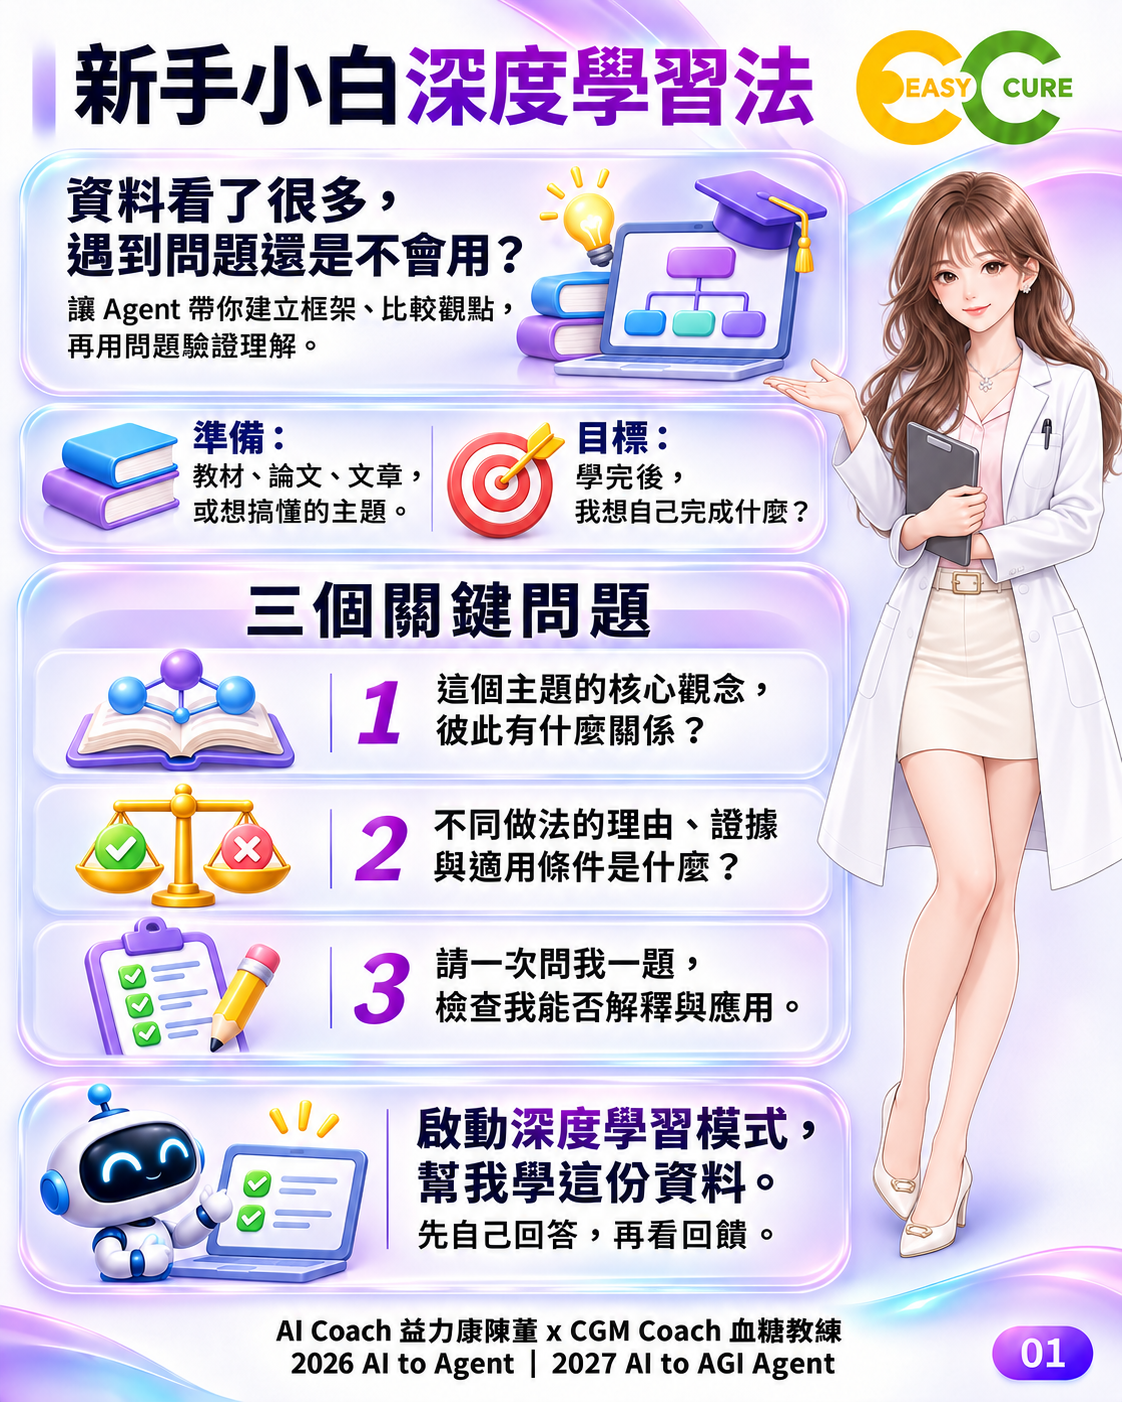 新手小白深度學習法
EASY CURE
資料看了很多，
遇到問題還是不會用？
讓 Agent 帶你建立框架、比較觀點，
再用問題驗證理解。
準備：
教材、論文、文章，
或想搞懂的主題。
目標：
學完後，
我想自己完成什麼？
三個關鍵問題
1
這個主題的核心觀念，
彼此有什麼關係？
2
不同做法的理由、證據
與適用條件是什麼？
3
請一次問我一題，
檢查我能否解釋與應用。
啟動深度學習模式，
幫我學這份資料。
先自己回答，再看回饋。
AI Coach 益力康陳董 x CGM Coach 血糖教練
2026 AI to Agent | 2027 AI to AGI Agent
01